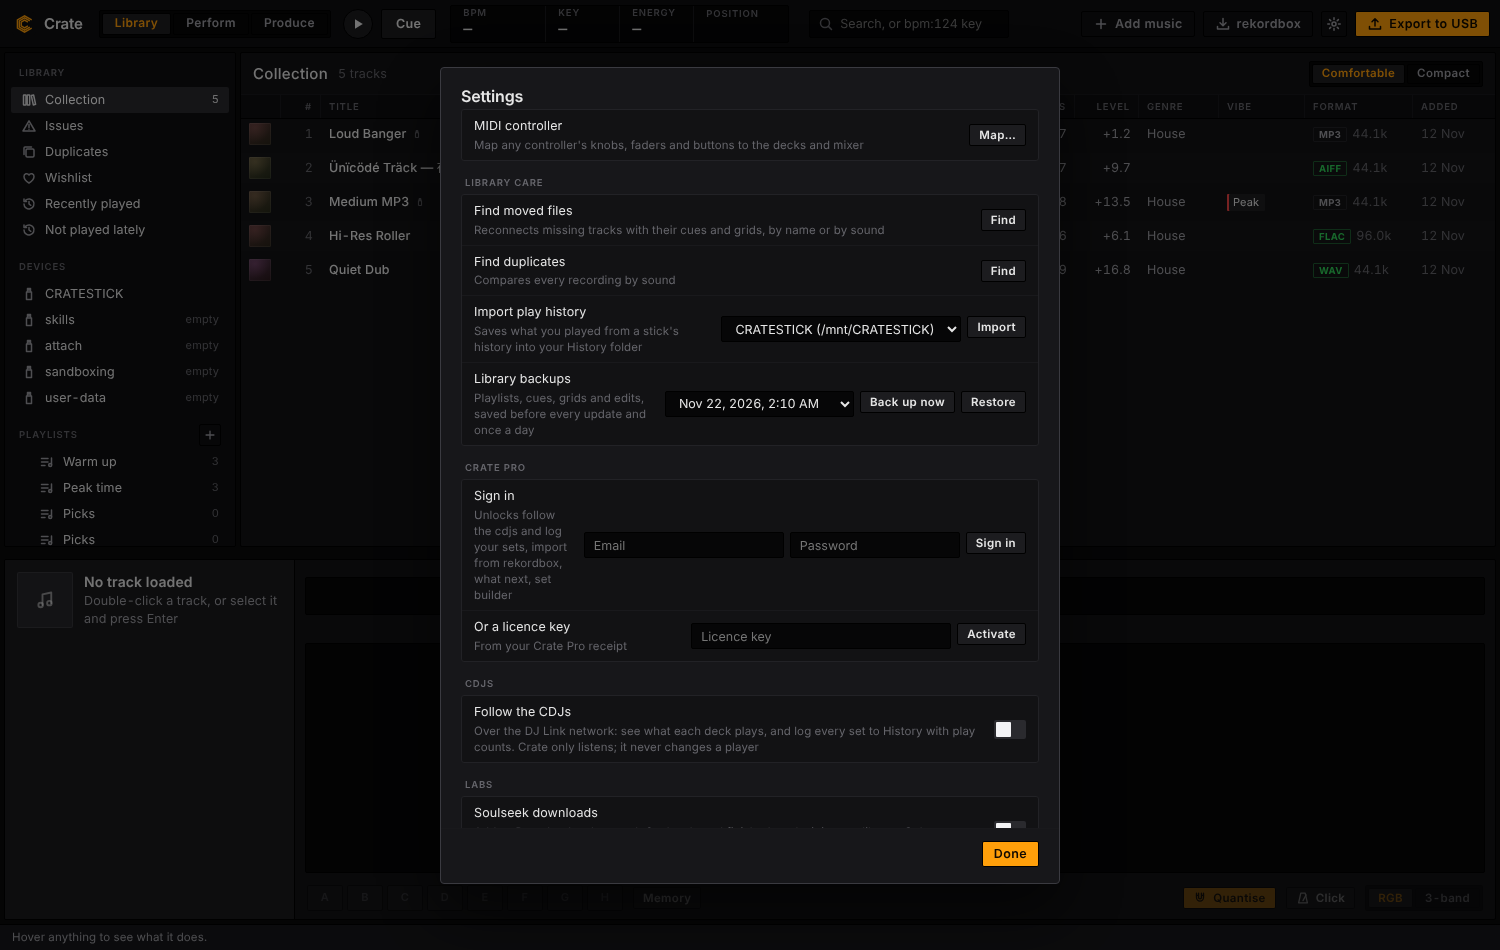 Crate
Library
Perform
Produce
Cue
BPM
—
KEY
—
ENERGY
—
POSITION
Search, or bpm:124 key
Add music
rekordbox
Export to USB
LIBRARY
Collection 5
Issues
Duplicates
Wishlist
Recently played
Not played lately
DEVICES
CRATESTICK
skills empty
attach empty
sandboxing empty
user-data empty
PLAYLISTS
Warm up 3
Peak time 3
Picks 0
Picks 0
Collection 5 tracks
Comfortable
Compact
# TITLE
S LEVEL GENRE VIBE FORMAT ADDED
1 Loud Banger
7 +1.2 House MP3 44.1k 12 Nov
2 Ünïcödé Träck —
7 +9.7 AIFF 44.1k 12 Nov
3 Medium MP3
8 +13.5 House Peak MP3 44.1k 12 Nov
4 Hi-Res Roller
6 +6.1 House FLAC 96.0k 12 Nov
5 Quiet Dub
9 +16.8 House WAV 44.1k 12 Nov
Settings
MIDI controller
Map any controller's knobs, faders and buttons to the decks and mixer
Map...
LIBRARY CARE
Find moved files
Reconnects missing tracks with their cues and grids, by name or by sound
Find
Find duplicates
Compares every recording by sound
Find
Import play history
Saves what you played from a stick's
history into your History folder
CRATESTICK (/mnt/CRATESTICK)
Import
Library backups
Playlists, cues, grids and edits,
saved before every update and
once a day
Nov 22, 2026, 2:10 AM
Back up now
Restore
CRATE PRO
Sign in
Unlocks follow
the cdjs and log
your sets, import
from rekordbox,
what next, set
builder
Email
Password
Sign in
Or a licence key
From your Crate Pro receipt
Licence key
Activate
CDJS
Follow the CDJs
Over the DJ Link network: see what each deck plays, and log every set to History with play
counts. Crate only listens; it never changes a player
LABS
Soulseek downloads
Done
No track loaded
Double-click a track, or select it
and press Enter
A B C D E F G H Memory
Quantise
Click
RGB
3-band
Hover anything to see what it does.